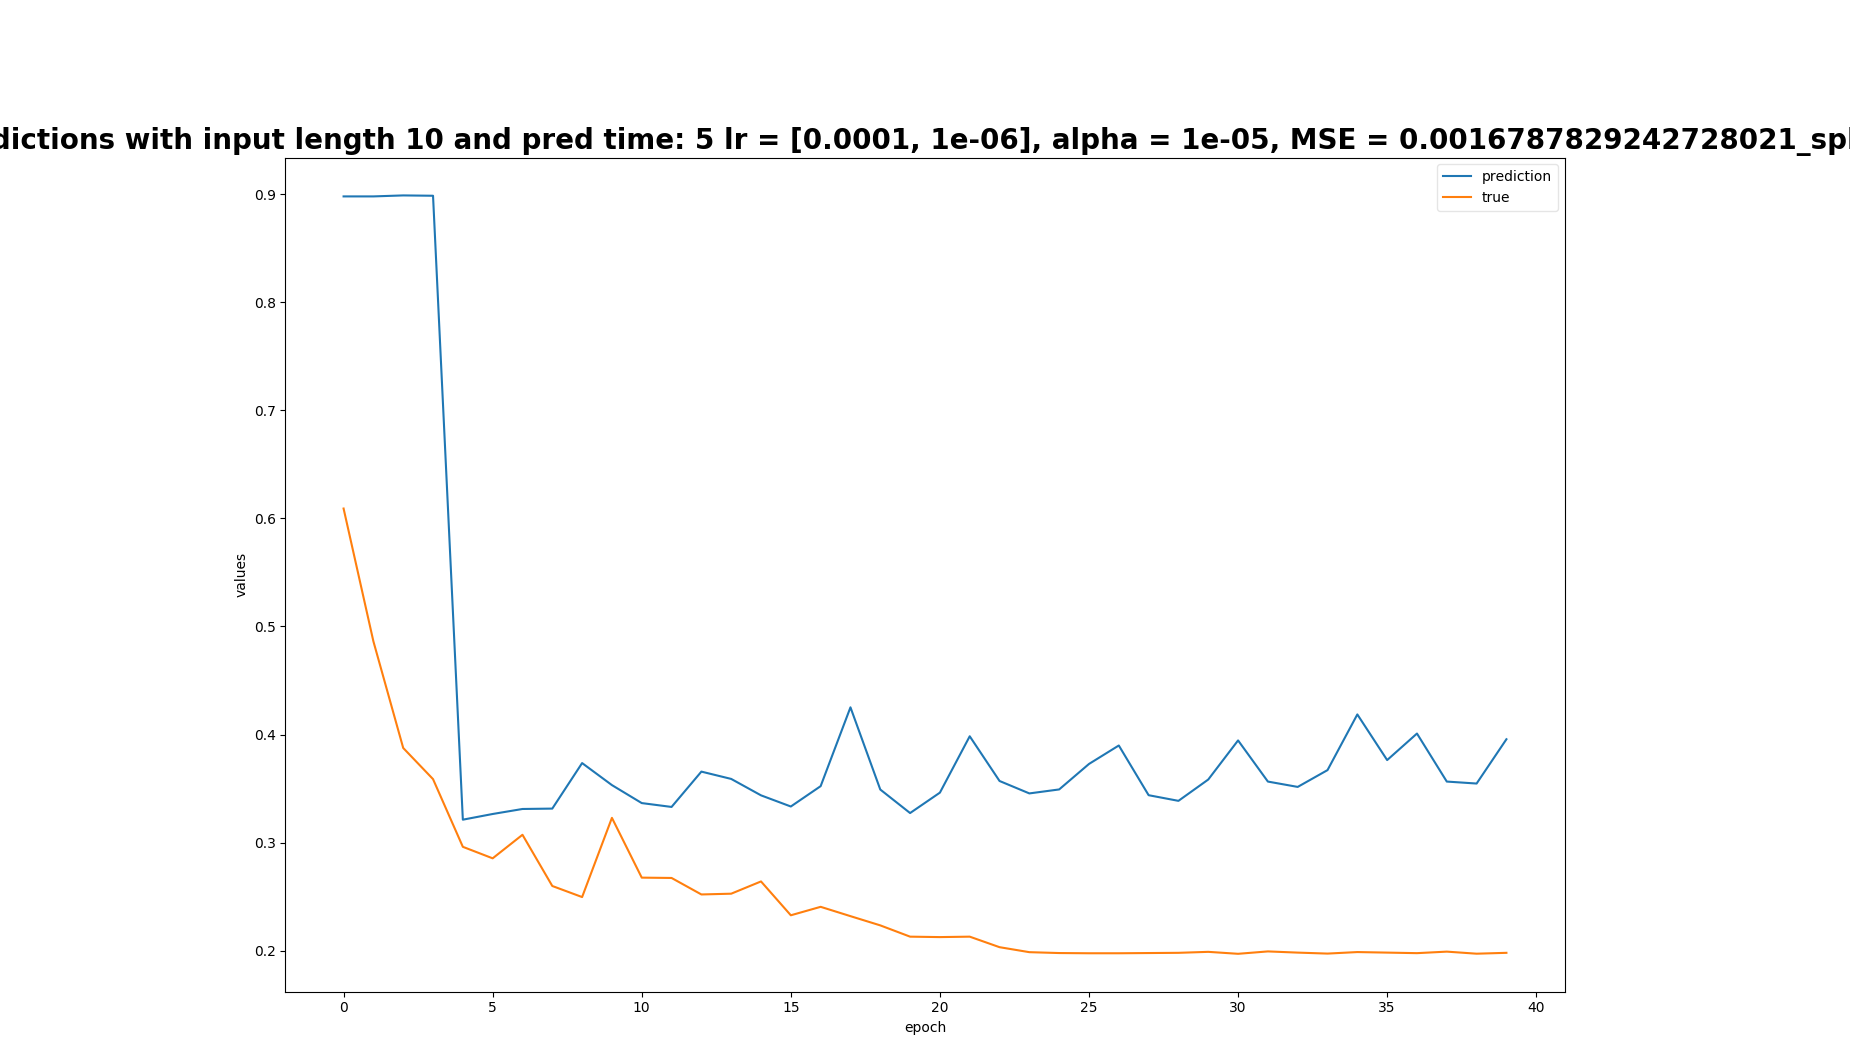 dictions with input length 10 and pred time: 5 lr = [0.0001, 1e-06], alpha = 1e-05, MSE = 0.0016787829242728021_spl
prediction
true
0.9
0.8
0.7
0.6
0.5
0.4
0.3
0.2
values
0 5 10 15 20 25 30 35 40
epoch